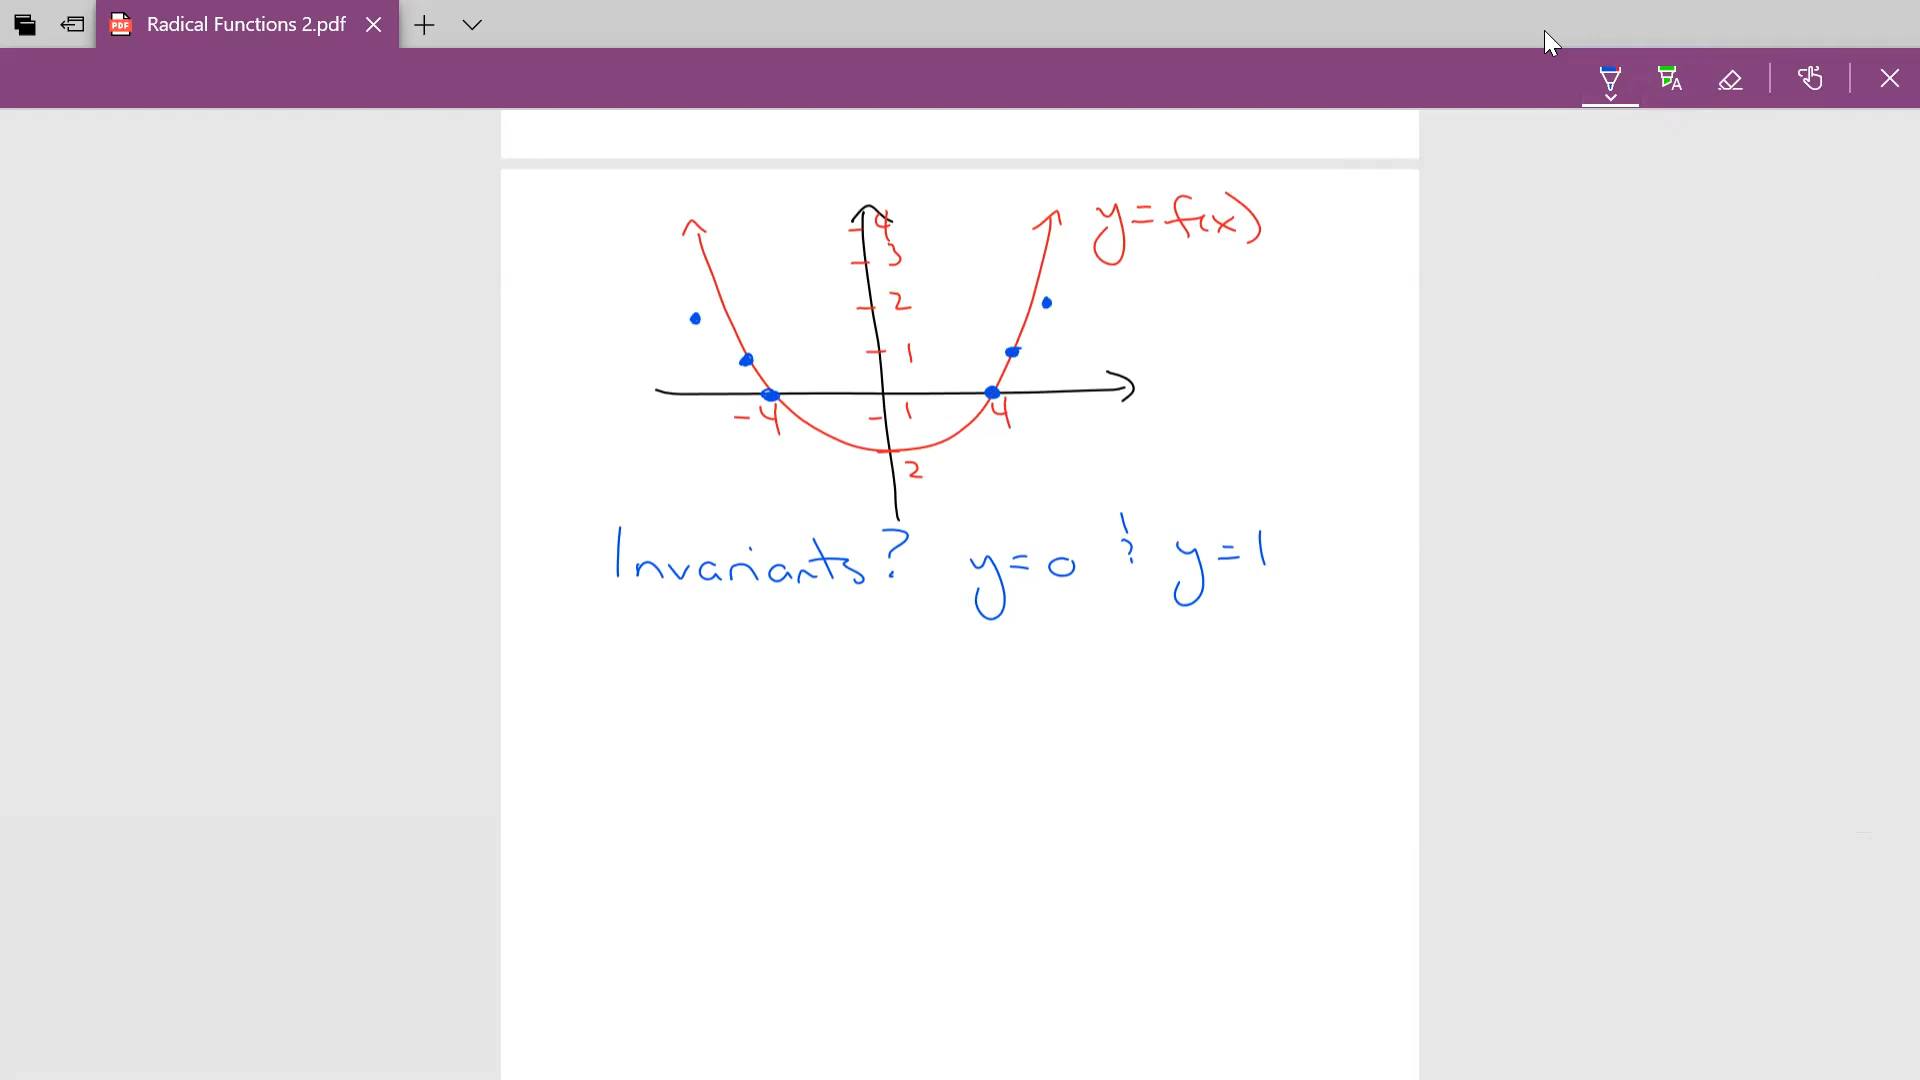 Radical Functions 2.pdf
y=f(x)
4
3
2
1
-4
-1
4
2
Invariants? y=0 & y=1